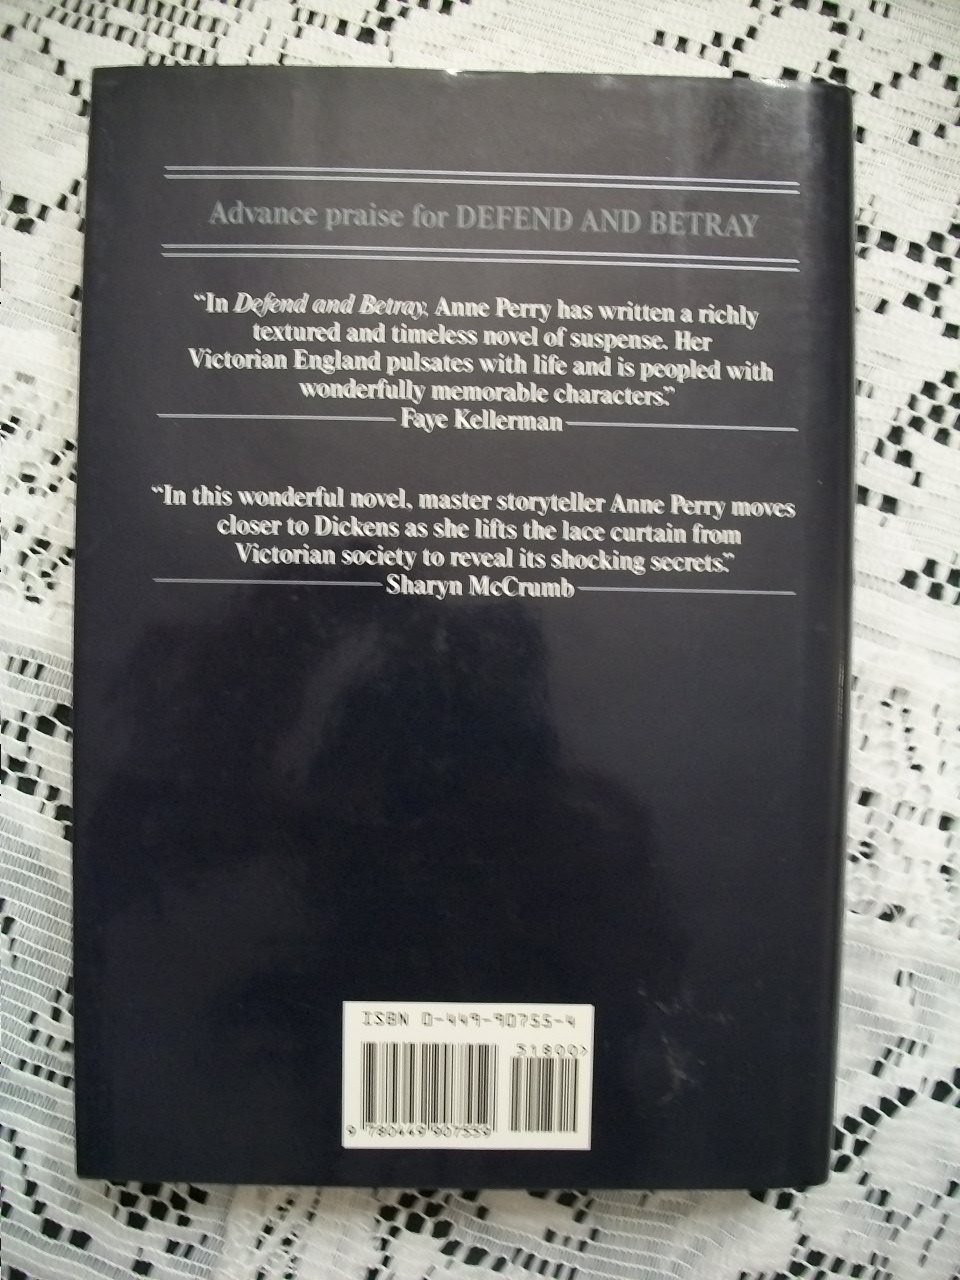 Advance praise for DEFEND AND BETRAY
“In Defend and Betray, Anne Perry has written a richly
textured and timeless novel of suspense. Her
Victorian England pulsates with life and is peopled with
wonderfully memorable characters.”
Faye Kellerman
“In this wonderful novel, master storyteller Anne Perry moves
closer to Dickens as she lifts the lace curtain from
Victorian society to reveal its shocking secrets.”
Sharyn McCrumb
ISBN 0-449-90755-4
51800>
9 780449 907559